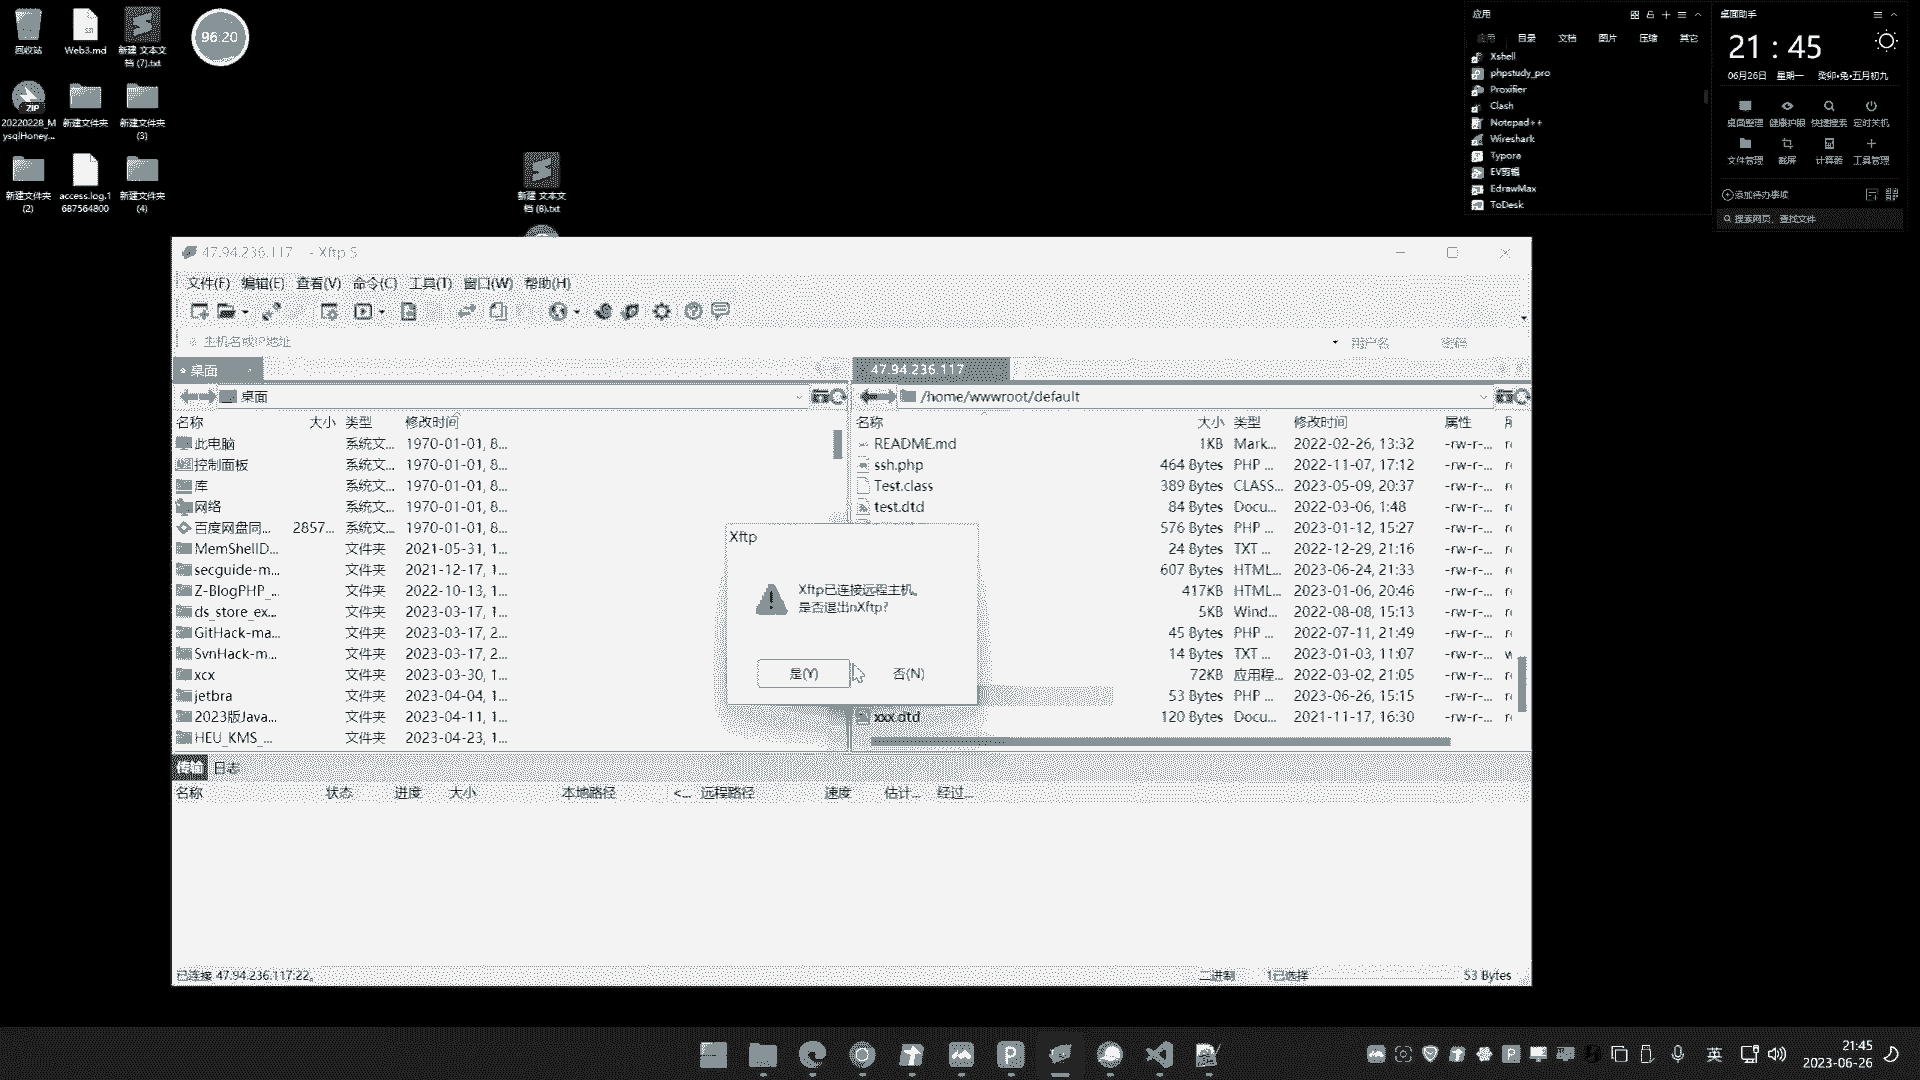 回收站
Web3.md
新建 文本文
档 (7).txt
96:20
20220228_M
ysqlHoney...
新建文件夹
新建文件夹
(3)
新建文件夹
(2)
access.log.1
687564800
新建文件夹
(4)
新建 文本文
档 (8).txt
应用
应用 目录 文档 图片 压缩 其它
Xshell
phpstudy_pro
Proxifier
Clash
Notepad++
Wireshark
Typora
EV剪辑
EdrawMax
ToDesk
桌面助手
21 : 45
06月26日 星期一 癸卯•兔•五月初九
桌面整理 健康护眼 快捷搜索 定时关机
文件管理 截屏 计算器 工具管理
添加待办事项
搜索网页、查找文件
47.94.236.117 - Xftp 5
文件(F) 编辑(E) 查看(V) 命令(C) 工具(T) 窗口(W) 帮助(H)
主机名或IP地址 用户名 密码
桌面
47.94.236.117
桌面
/home/wwwroot/default
名称 大小 类型 修改时间
此电脑 系统文... 1970-01-01, 8...
控制面板 系统文... 1970-01-01, 8...
库 系统文... 1970-01-01, 8...
网络 系统文... 1970-01-01, 8...
百度网盘同... 2857... 系统文... 1970-01-01, 8...
MemShellD... 文件夹 2021-05-31, 1...
secguide-m... 文件夹 2021-12-17, 1...
Z-BlogPHP_... 文件夹 2022-10-13, 1...
ds_store_ex... 文件夹 2023-03-17, 1...
GitHack-ma... 文件夹 2023-03-17, 2...
SvnHack-m... 文件夹 2023-03-17, 2...
xcx 文件夹 2023-03-30, 1...
jetbra 文件夹 2023-04-04, 1...
2023版Java... 文件夹 2023-04-11, 1...
HEU_KMS_... 文件夹 2023-04-23, 1...
名称 大小 类型 修改时间 属性
README.md 1KB Mark... 2022-02-26, 13:32 -rw-r-...
ssh.php 464 Bytes PHP ... 2022-11-07, 17:12 -rw-r-...
Test.class 389 Bytes CLASS... 2023-05-09, 20:37 -rw-r-...
test.dtd 84 Bytes Docu... 2022-03-06, 1:48 -rw-r-...
576 Bytes PHP ... 2023-01-12, 15:27 -rw-r-...
24 Bytes TXT ... 2022-12-29, 21:16 -rw-r-...
607 Bytes HTML... 2023-06-24, 21:33 -rw-r-...
417KB HTML... 2023-01-06, 20:46 -rw-r-...
5KB Wind... 2022-08-08, 15:13 -rw-r-...
45 Bytes PHP ... 2022-07-11, 21:49 -rw-r-...
14 Bytes TXT ... 2023-01-03, 11:07 -rw-r-...
72KB 应用程... 2022-03-02, 21:05 -rw-r-...
53 Bytes PHP ... 2023-06-26, 15:15 -rw-r-...
xxx.dtd 120 Bytes Docu... 2021-11-17, 16:30 -rw-r-...
Xftp
Xftp已连接远程主机。
是否退出nXftp?
是(Y) 否(N)
传输 日志
名称 状态 进度 大小 本地路径 <... 远程路径 速度 估计... 经过...
已连接 47.94.236.117:22。 二进制 1已选择 53 Bytes
英
21:45
2023-06-26